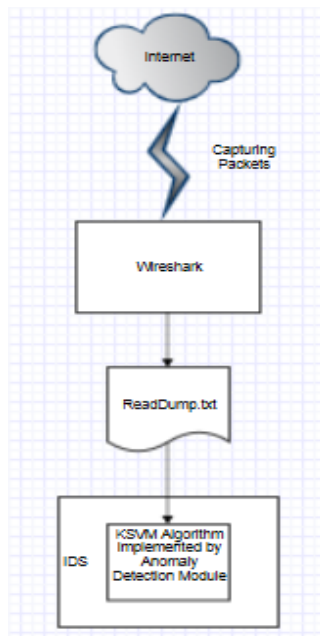 Internet
Capturing
Packets
Wireshark
ReadDump.txt
IDS
KSVM Algorithm
Implemented by
Anomaly
Detection Module